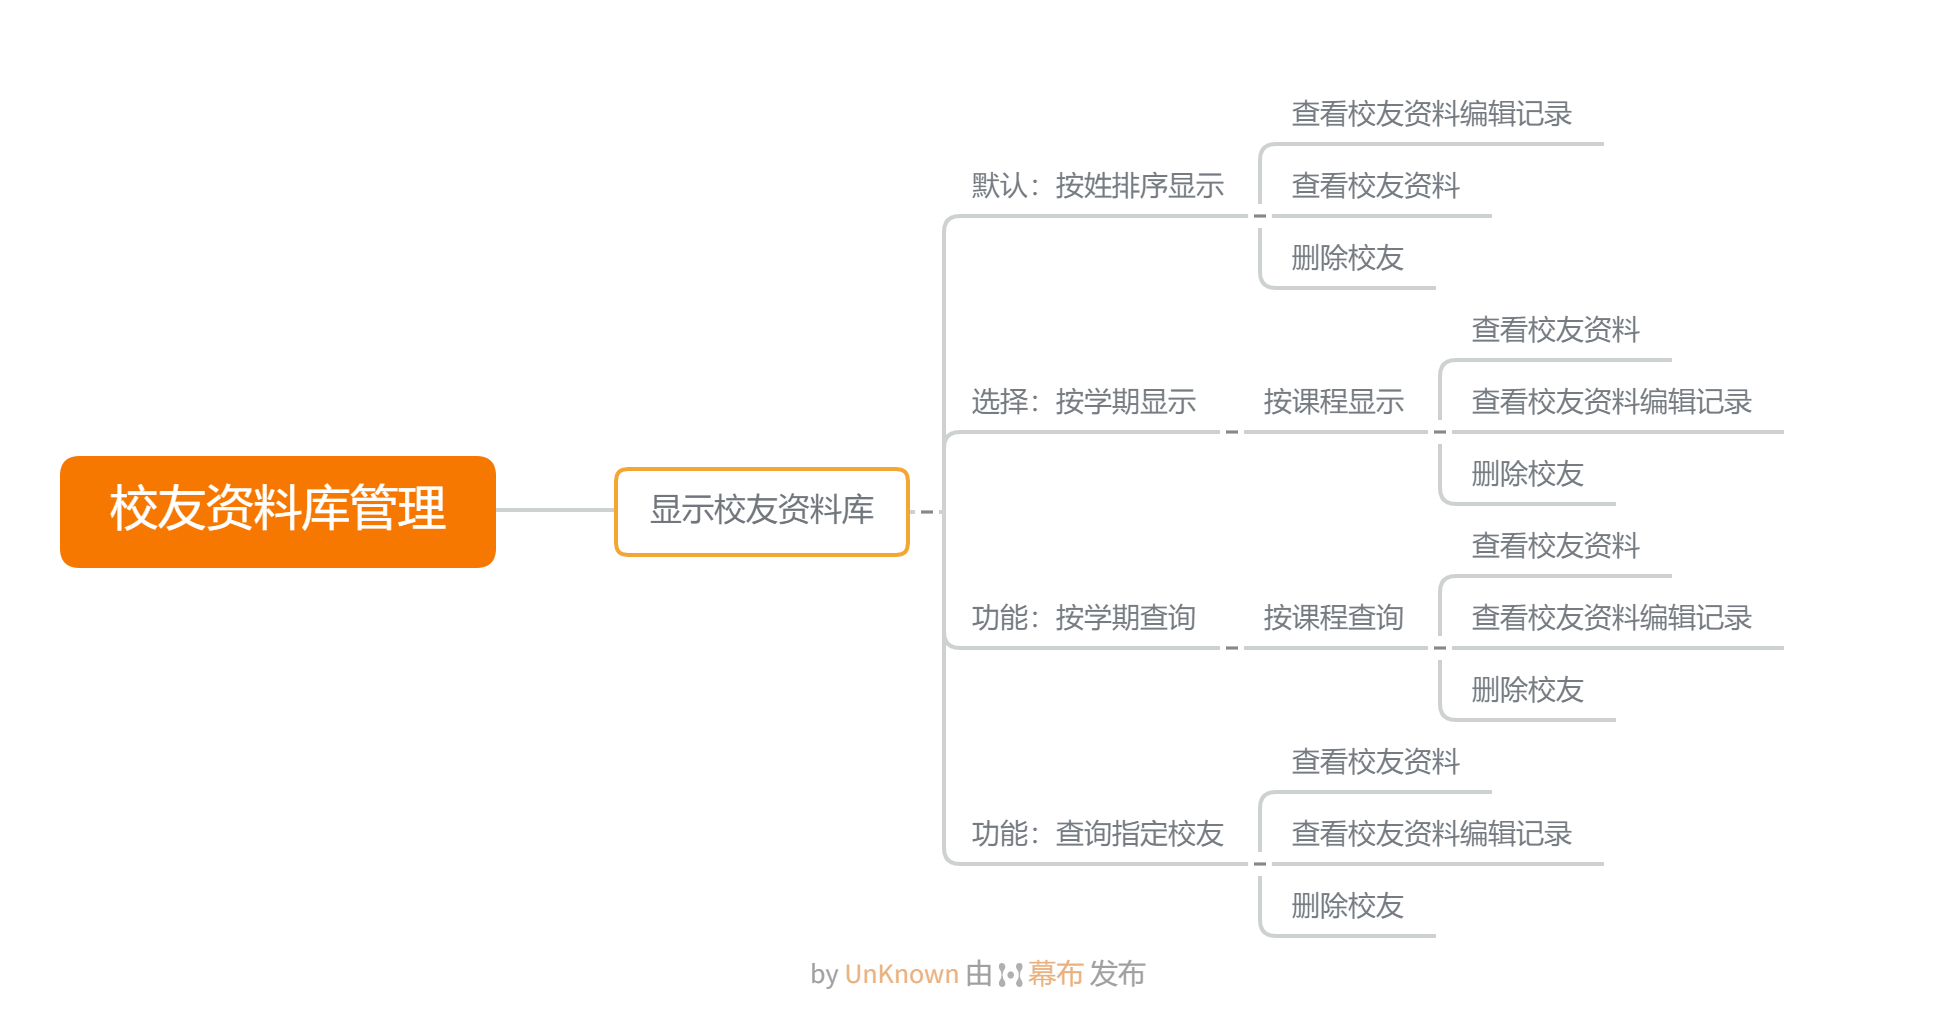 校友资料库管理
显示校友资料库
默认：按姓排序显示
查看校友资料编辑记录
查看校友资料
删除校友
选择：按学期显示
按课程显示
查看校友资料
查看校友资料编辑记录
删除校友
功能：按学期查询
按课程查询
查看校友资料
查看校友资料编辑记录
删除校友
功能：查询指定校友
查看校友资料
查看校友资料编辑记录
删除校友
by UnKnown 由 幕布 发布